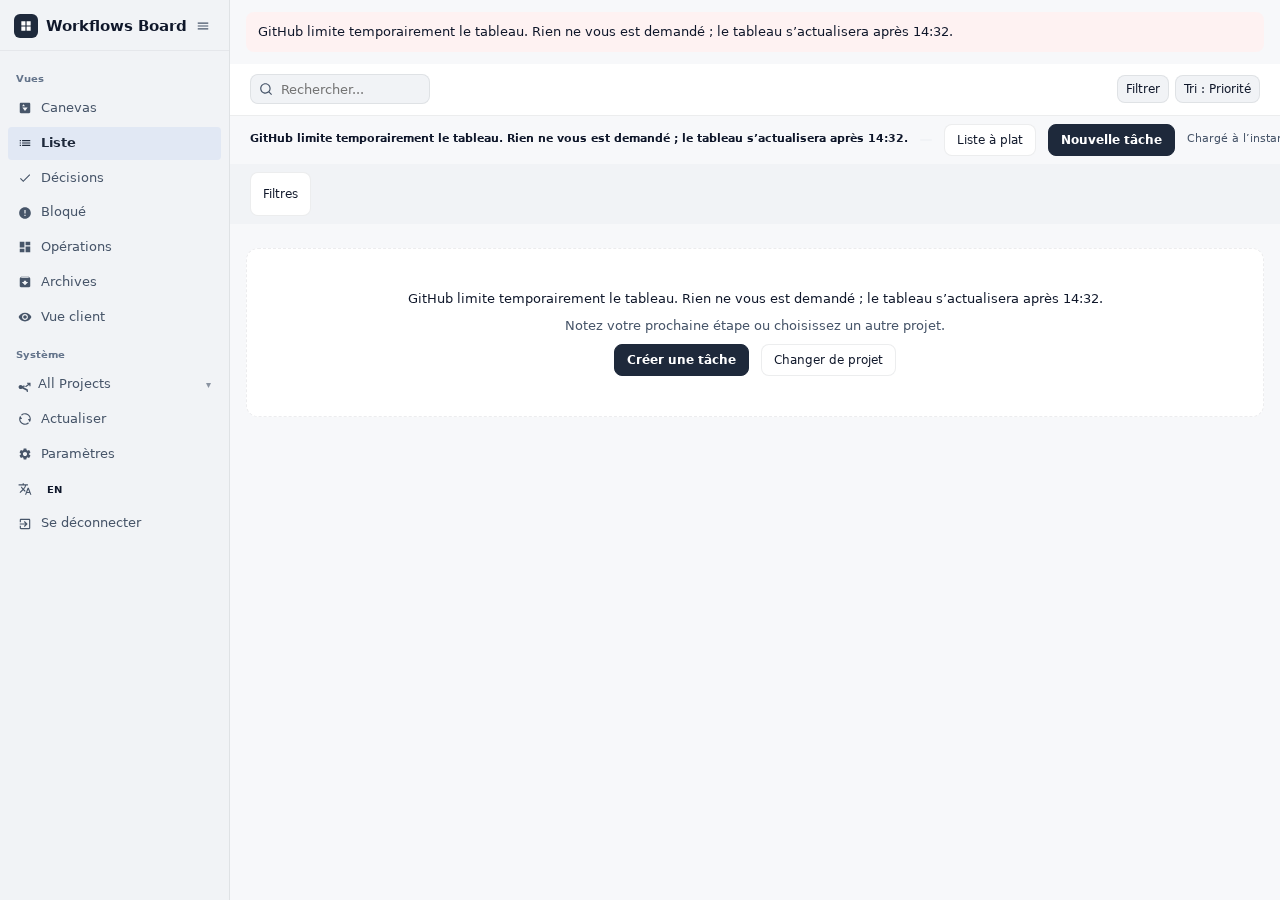 Workflows Board
Vues
Canevas
Liste
Décisions
Bloqué
Opérations
Archives
Vue client
Système
All Projects
Actualiser
Paramètres
EN
Se déconnecter
GitHub limite temporairement le tableau. Rien ne vous est demandé ; le tableau s’actualisera après 14:32.
Rechercher...
Filtrer
Tri : Priorité
GitHub limite temporairement le tableau. Rien ne vous est demandé ; le tableau s’actualisera après 14:32.
Liste à plat
Nouvelle tâche
Chargé à l’instan
Filtres
GitHub limite temporairement le tableau. Rien ne vous est demandé ; le tableau s’actualisera après 14:32.
Notez votre prochaine étape ou choisissez un autre projet.
Créer une tâche
Changer de projet